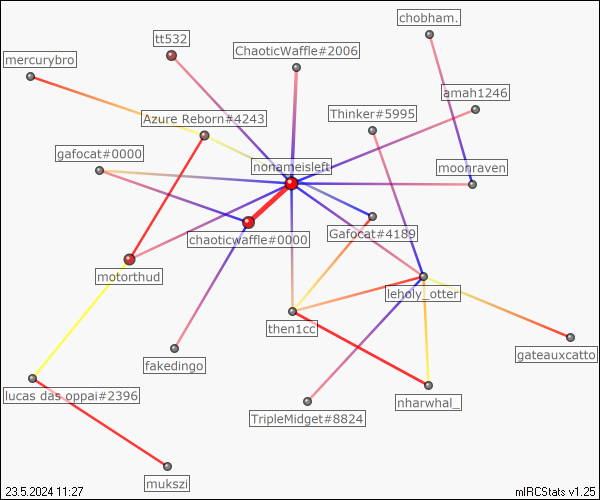 chobham.
tt532
ChaoticWaffle#2006
mercurybro
amah1246
Thinker#5995
Azure Reborn#4243
gafocat#0000
nonameisleft
moonraven
Gafocat#4189
chaoticwaffle#0000
motorthud
leholy_otter
then1cc
gateauxcatto
fakedingo
lucas das oppai#2396
nharwhal_
TripleMidget#8824
mukszi
23.5.2024 11:27
mIRCStats v1.25